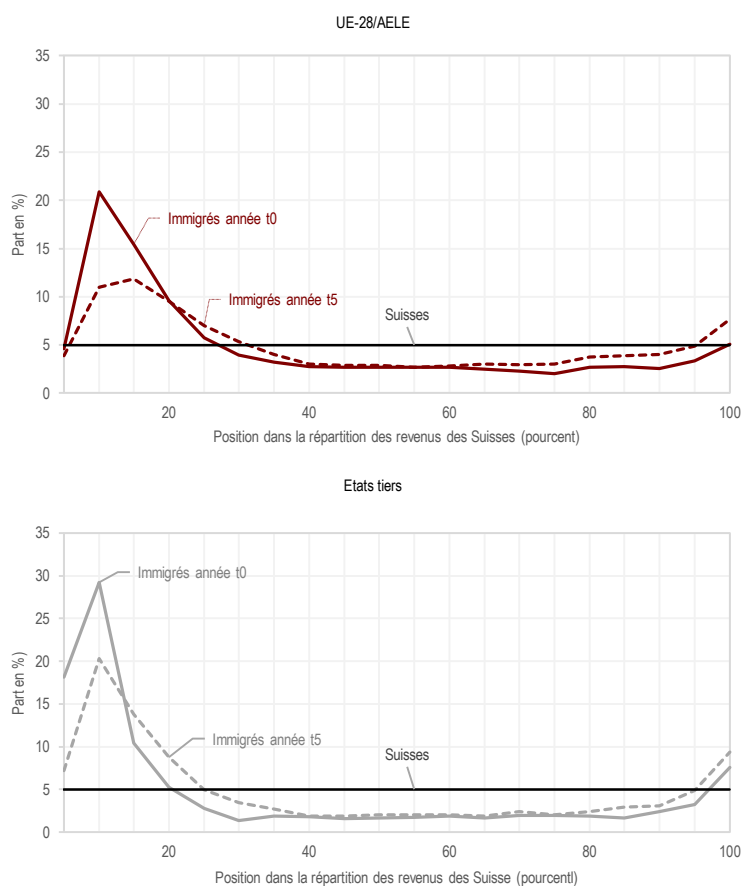 UE-28/AELE
35
30
25
20
15
10
5
0
Part en %)
Immigrés année t0
Immigrés année t5
Suisses
20
40
60
80
100
Position dans la répartition des revenus des Suisses (pourcent)
Etats tiers
35
30
25
20
15
10
5
0
Part en %)
Immigrés année t0
Immigrés année t5
Suisses
20
40
60
80
100
Position dans la répartition des revenus des Suisse (pourcentl)